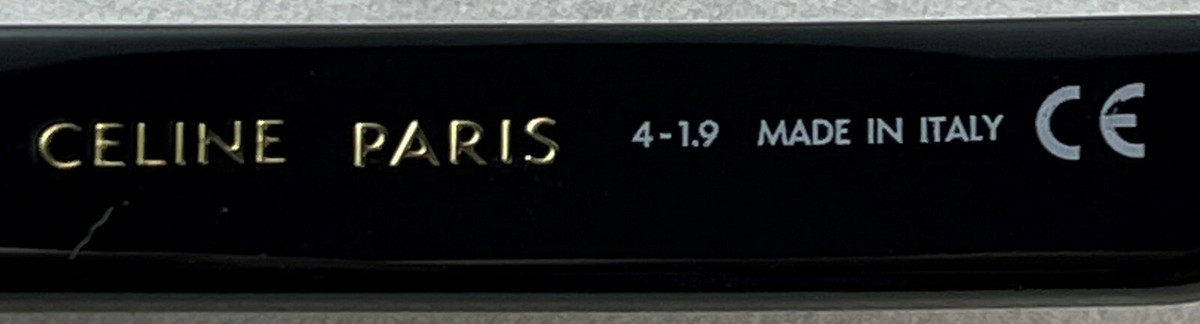 CELINE PARIS 4-1.9 MADE IN ITALY CE